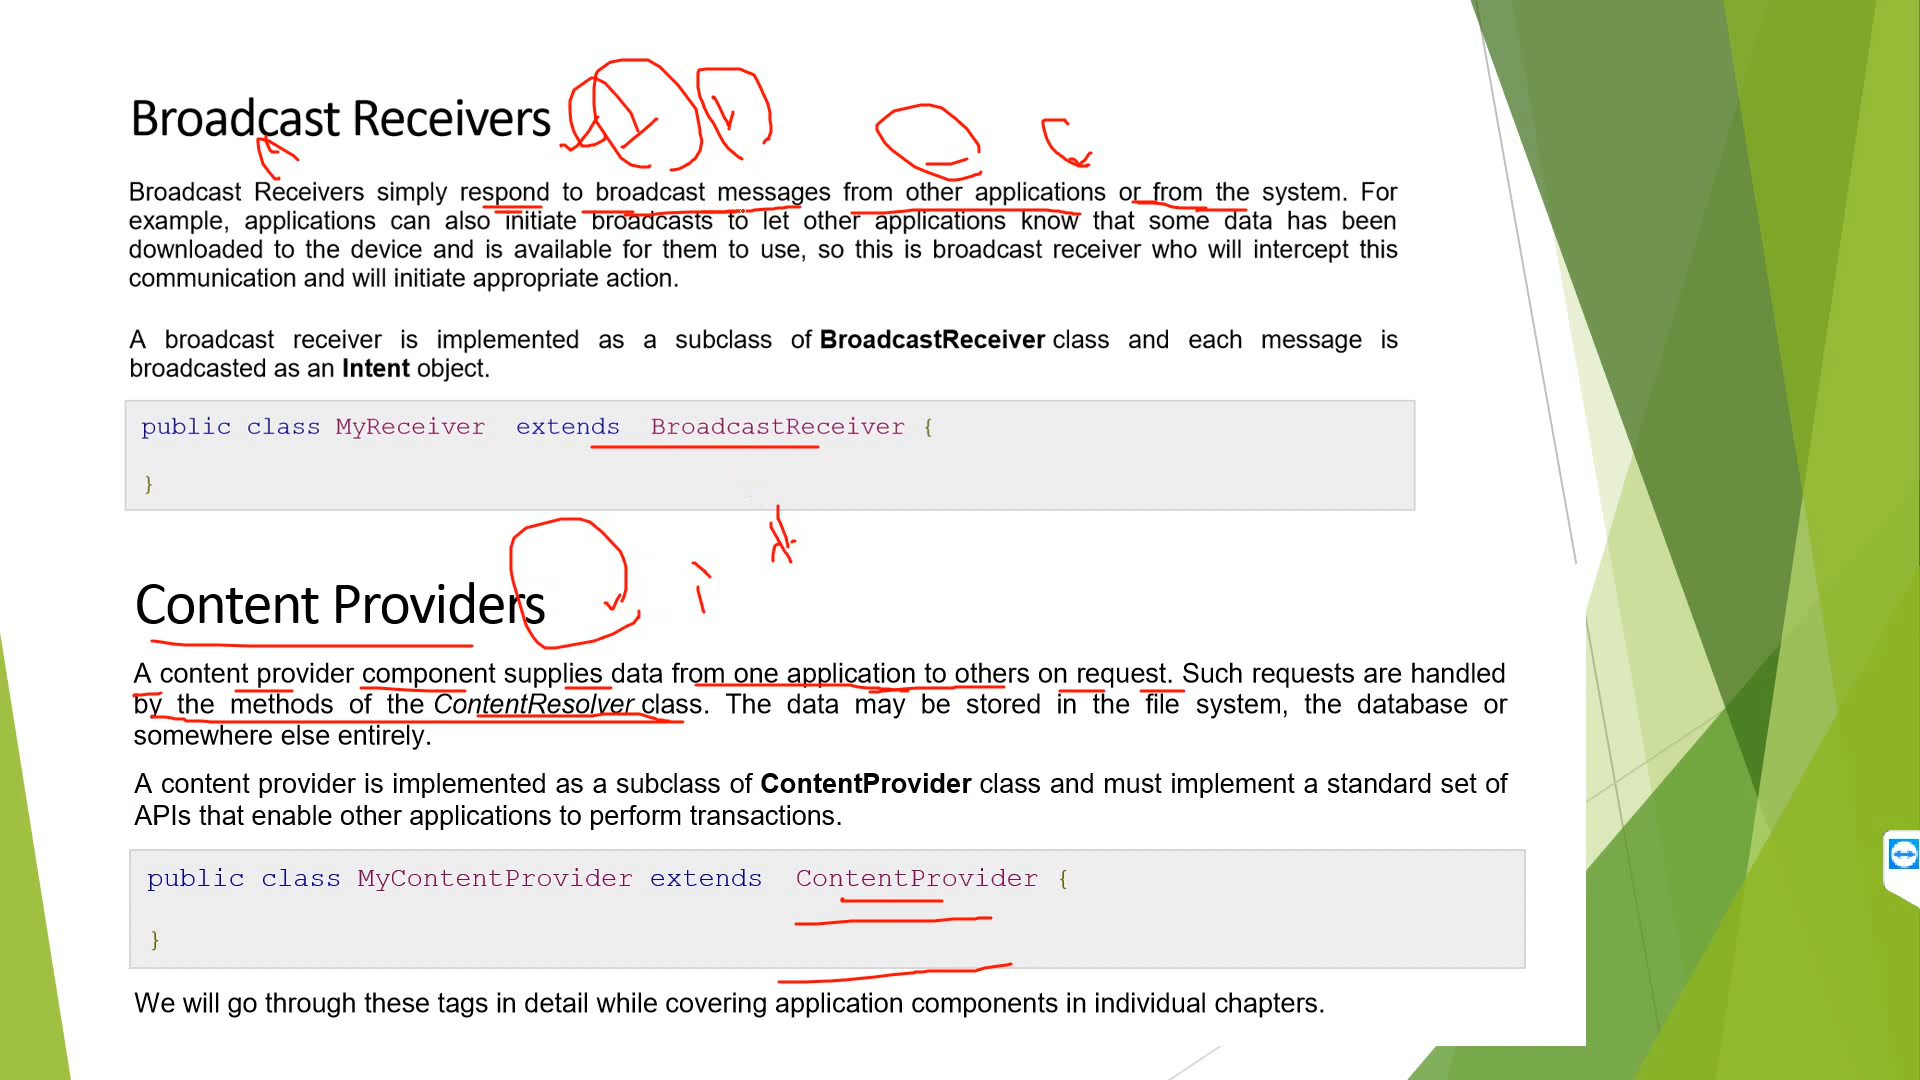 Broadcast Receivers
Broadcast Receivers simply respond to broadcast messages from other applications or from the system. For
example, applications can also initiate broadcasts to let other applications know that some data has been
downloaded to the device and is available for them to use, so this is broadcast receiver who will intercept this
communication and will initiate appropriate action.
A broadcast receiver is implemented as a subclass of BroadcastReceiver class and each message is
broadcasted as an Intent object.
public class MyReceiver extends BroadcastReceiver {
}
Content Providers
A content provider component supplies data from one application to others on request. Such requests are handled
by the methods of the ContentResolver class. The data may be stored in the file system, the database or
somewhere else entirely.
A content provider is implemented as a subclass of ContentProvider class and must implement a standard set of
APIs that enable other applications to perform transactions.
public class MyContentProvider extends ContentProvider {
}
We will go through these tags in detail while covering application components in individual chapters.